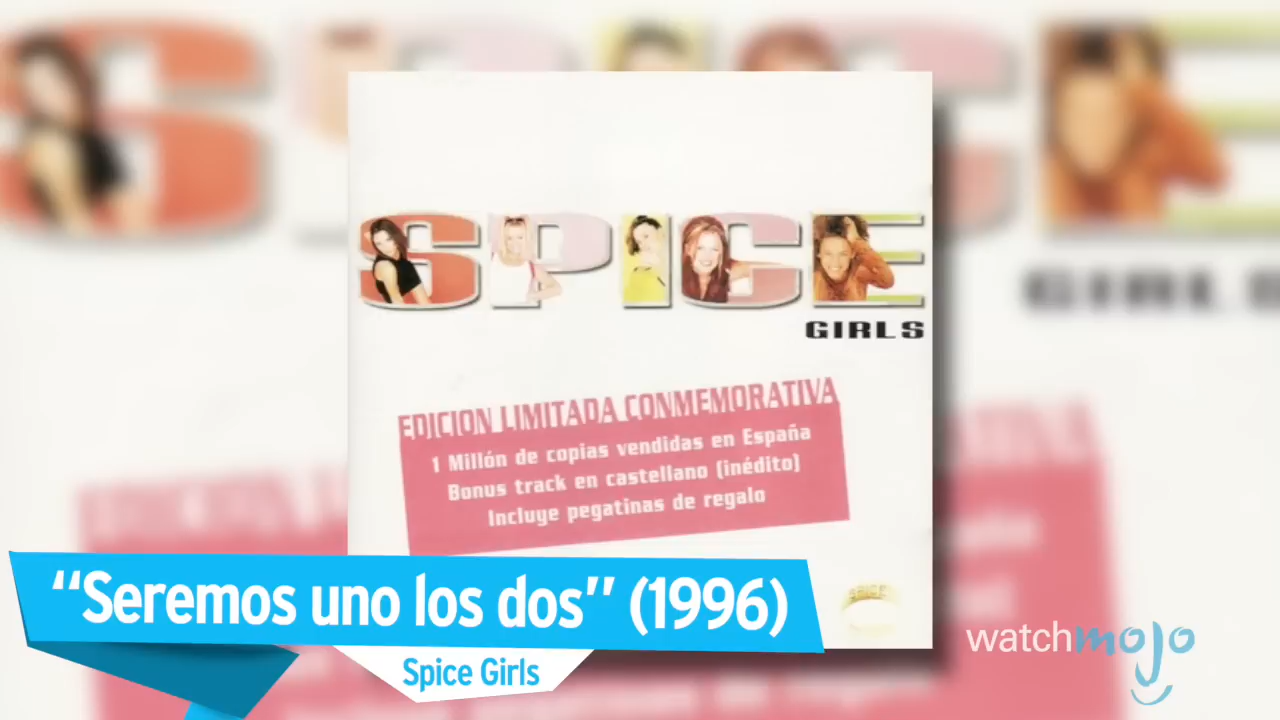 SPICE
GIRLS
EDICION LIMITADA CONMEMORATIVA
1 Millón de copias vendidas en España
Bonus track en castellano (inédito)
Incluye pegatinas de regalo
SPICE
“Seremos uno los dos” (1996)
Spice Girls
watchmojo